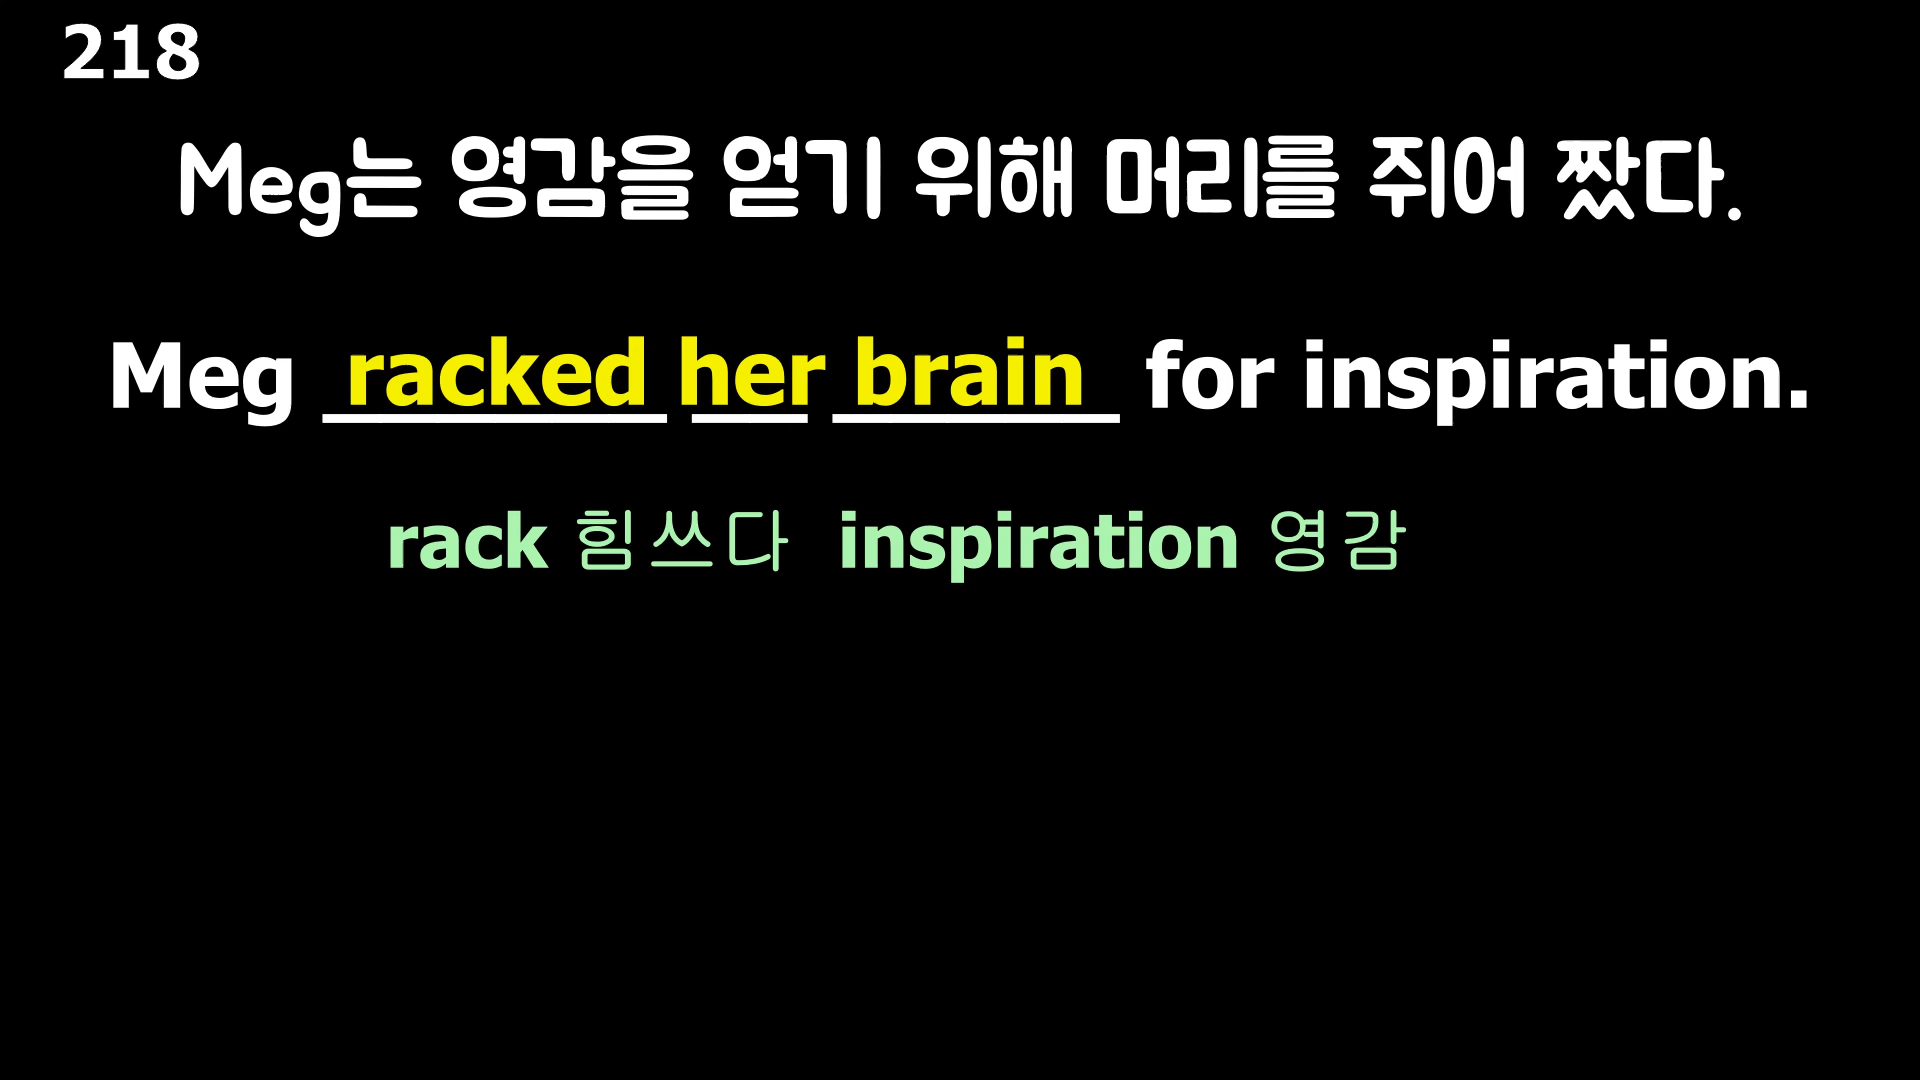 218
Meg는 영감을 얻기 위해 머리를 쥐어 짰다.
Meg racked her brain for inspiration.
rack 힘쓰다 inspiration 영감